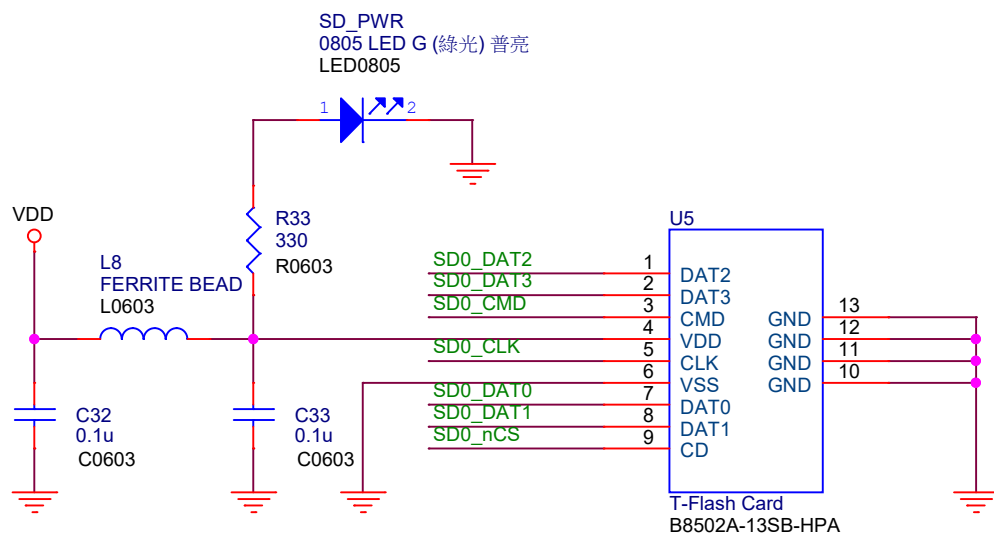 SD_PWR
0805 LED G (綠光) 普亮
LED0805
1
2
VDD
R33
330
R0603
L8
FERRITE BEAD
L0603
C32
0.1u
C0603
C33
0.1u
C0603
U5
SD0_DAT2 1 DAT2
SD0_DAT3 2 DAT3
SD0_CMD 3 CMD GND 13
4 VDD GND 12
SD0_CLK 5 CLK GND 11
6 VSS GND 10
SD0_DAT0 7 DAT0
SD0_DAT1 8 DAT1
SD0_nCS 9 CD
T-Flash Card
B8502A-13SB-HPA